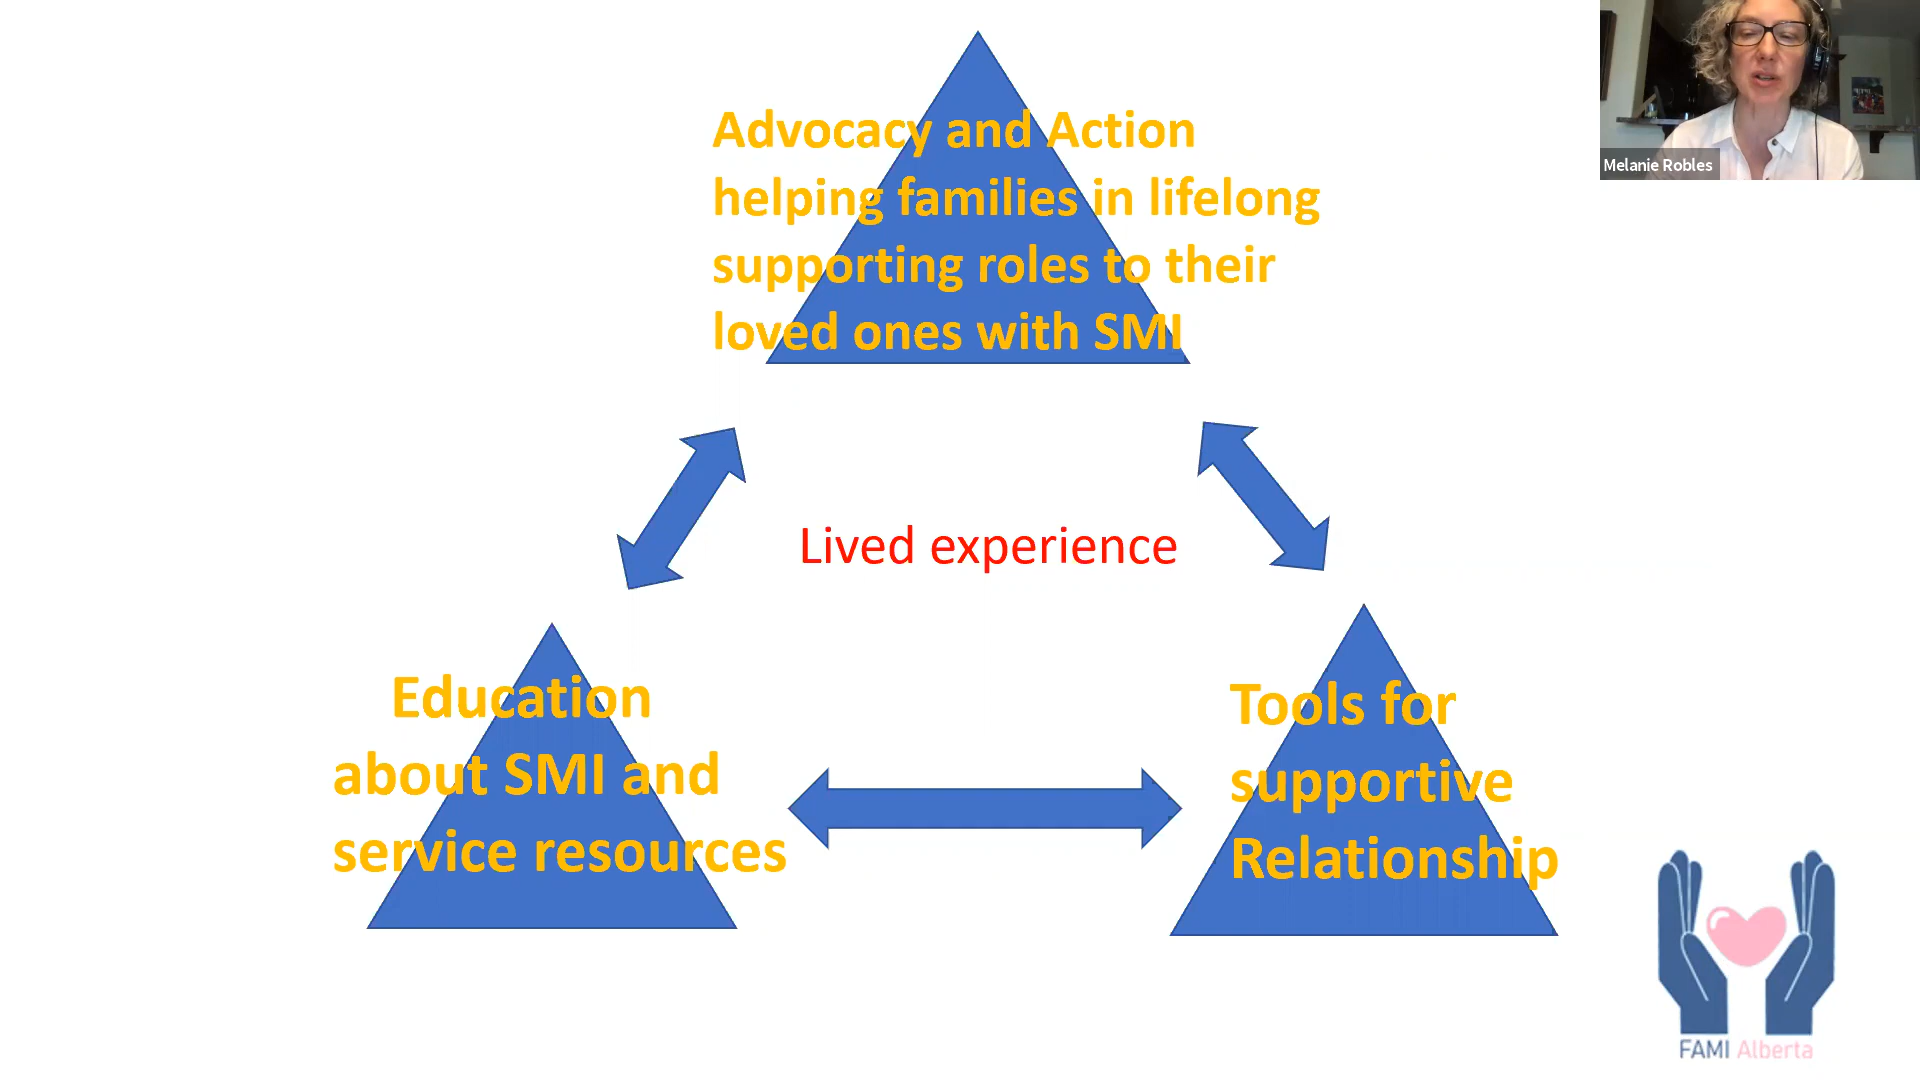 Advocacy and Action
helping families in lifelong
supporting roles to their
loved ones with SMI
Melanie Robles
Lived experience
Education
about SMI and
service resources
Tools for
supportive
Relationship
FAMI Alberta